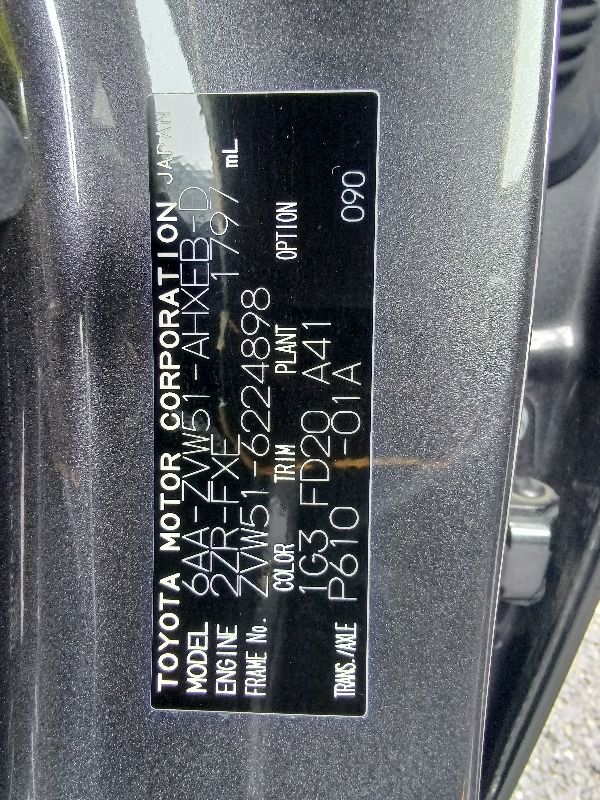 TOYOTA MOTOR CORPORATION JAPAN
MODEL 6AA-ZVW51-AHXEB-D
ENGINE 2ZR-FXE 1797 mL
FRAME No. ZVW51-6224898
COLOR TRIM PLANT OPTION
1G3 FD20 A41
TRANS./AXLE P610 -01A 090